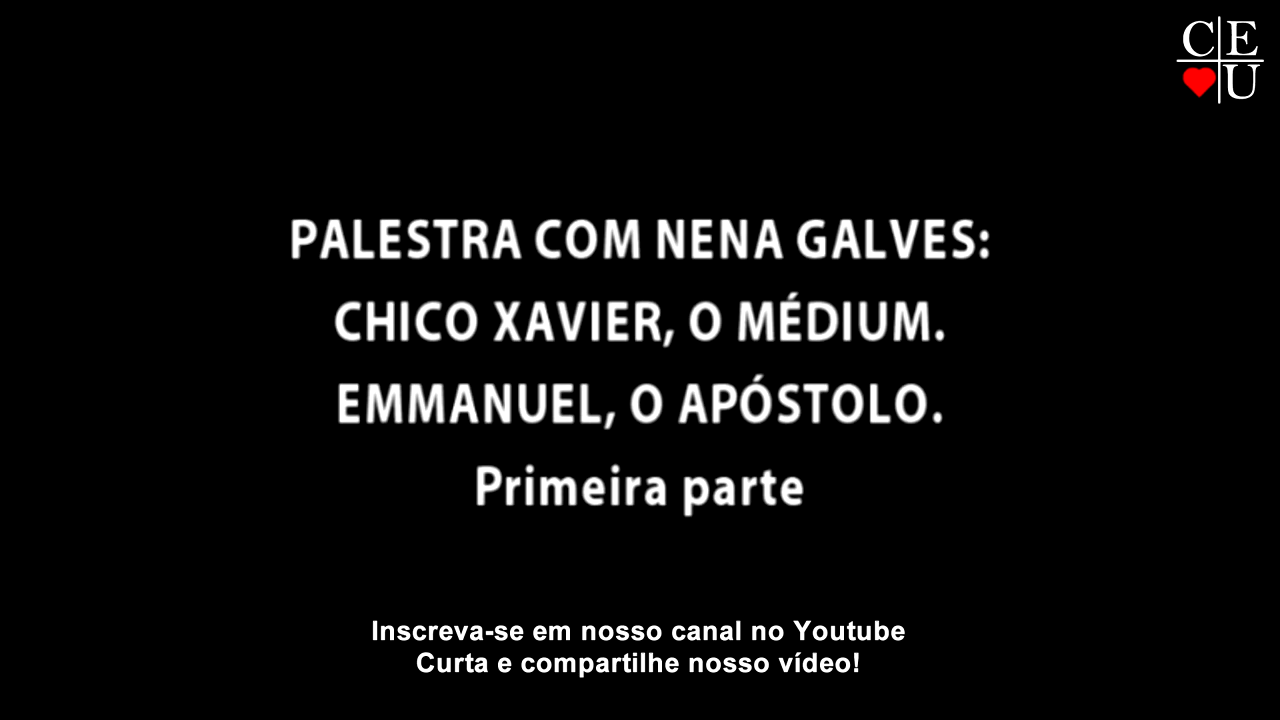 CE
U
PALESTRA COM NENA GALVES:
CHICO XAVIER, O MÉDIUM.
EMMANUEL, O APÓSTOLO.
Primeira parte
Inscreva-se em nosso canal no Youtube
Curta e compartilhe nosso vídeo!